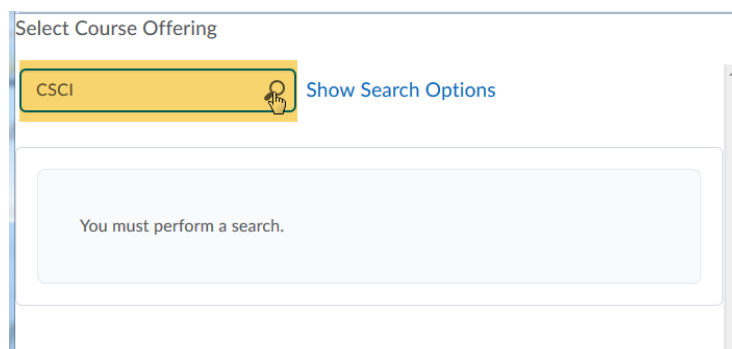 Select Course Offering
CSCI
Show Search Options
You must perform a search.